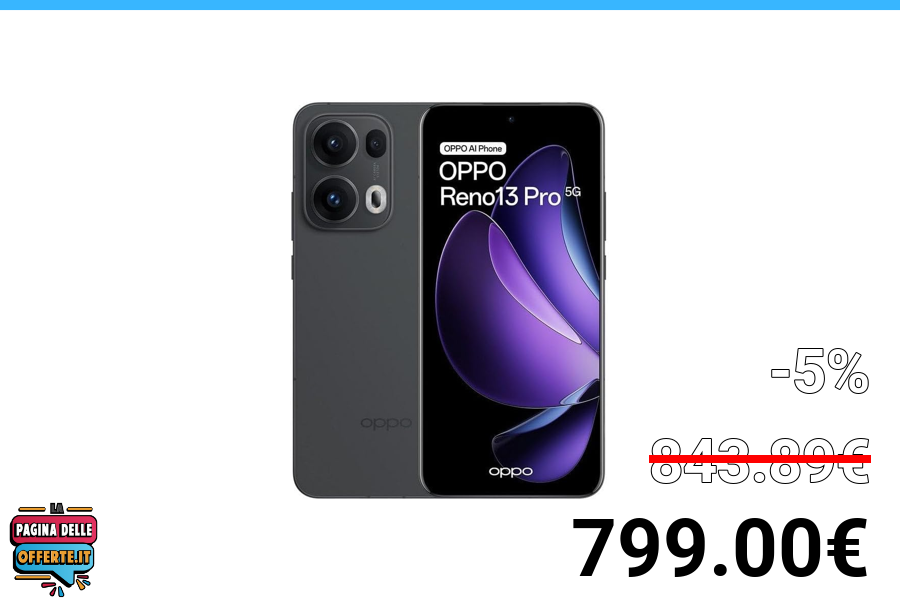 OPPO AI Phone
OPPO
Reno13 Pro 5G
oppo
oppo
-5%
843.89€
799.00€
LA
PAGINA DELLE
OFFERTE.IT